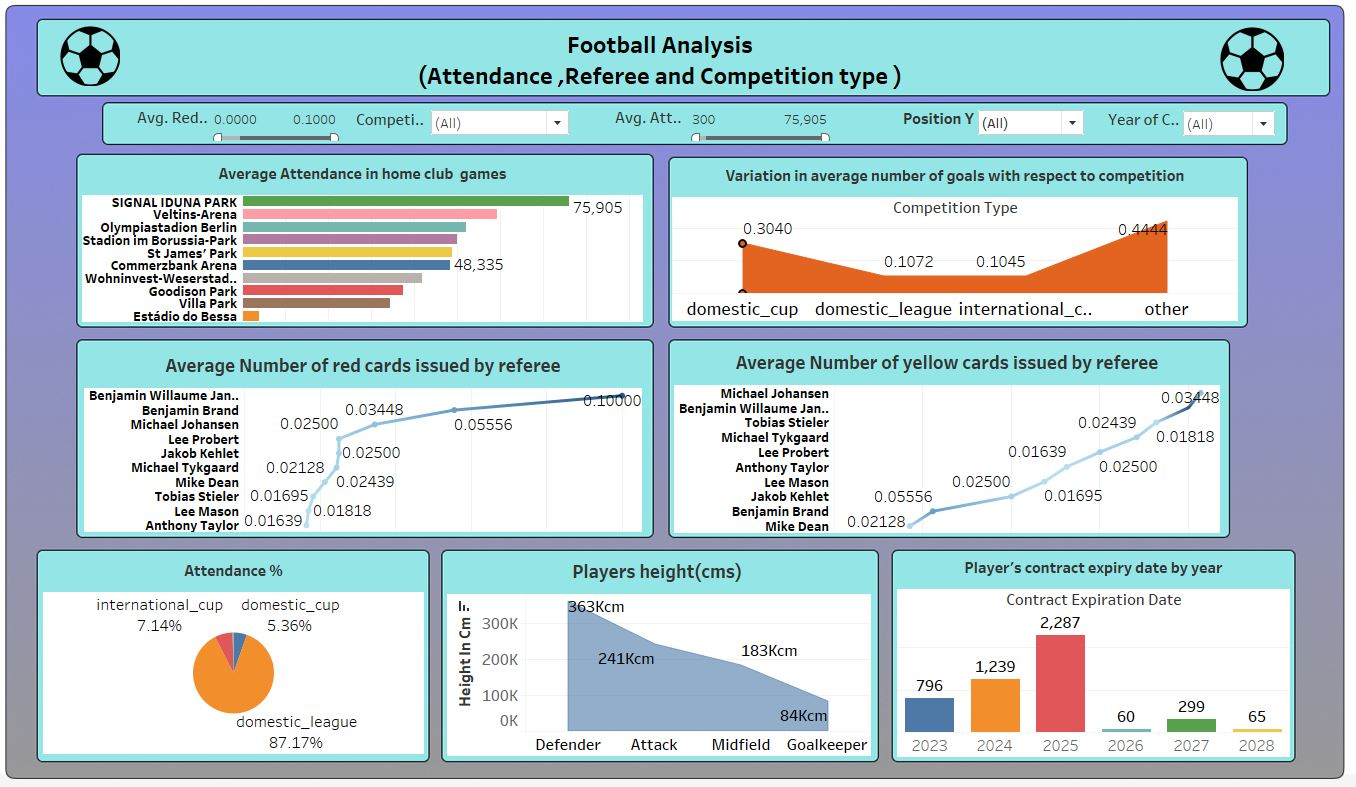 Football Analysis
(Attendance ,Referee and Competition type )
Avg. Red.. 0.0000 0.1000 Competi.. (All) Avg. Att.. 300 75,905 Position Y (All) Year of C.. (All)
Average Attendance in home club games
SIGNAL IDUNA PARK 75,905
Veltins-Arena
Olympiastadion Berlin
Stadion im Borussia-Park
St James’ Park
Commerzbank Arena 48,335
Wohninvest-Weserstad..
Goodison Park
Villa Park
Estádio do Bessa
Variation in average number of goals with respect to competition
Competition Type
0.3040 0.1072 0.1045 0.4444
domestic_cup domestic_league international_c.. other
Average Number of red cards issued by referee
Benjamin Willaume Jan.. 0.10000
Benjamin Brand 0.05556
Michael Johansen 0.03448
Lee Probert 0.02500
Jakob Kehlet 0.02500
Michael Tykgaard 0.02128
Mike Dean 0.02439
Tobias Stieler 0.01695
Lee Mason 0.01818
Anthony Taylor 0.01639
Average Number of yellow cards issued by referee
Michael Johansen 0.03448
Benjamin Willaume Jan..
Tobias Stieler 0.02439
Michael Tykgaard 0.01818
Lee Probert 0.01639
Anthony Taylor 0.02500
Lee Mason 0.02500
Jakob Kehlet 0.01695
Benjamin Brand 0.05556
Mike Dean 0.02128
Attendance %
international_cup domestic_cup
7.14% 5.36%
domestic_league
87.17%
Players height(cms)
Height In Cm
300K
200K
100K
0K
363Kcm
241Kcm
183Kcm
84Kcm
Defender Attack Midfield Goalkeeper
Player’s contract expiry date by year
Contract Expiration Date
796 1,239 2,287 60 299 65
2023 2024 2025 2026 2027 2028